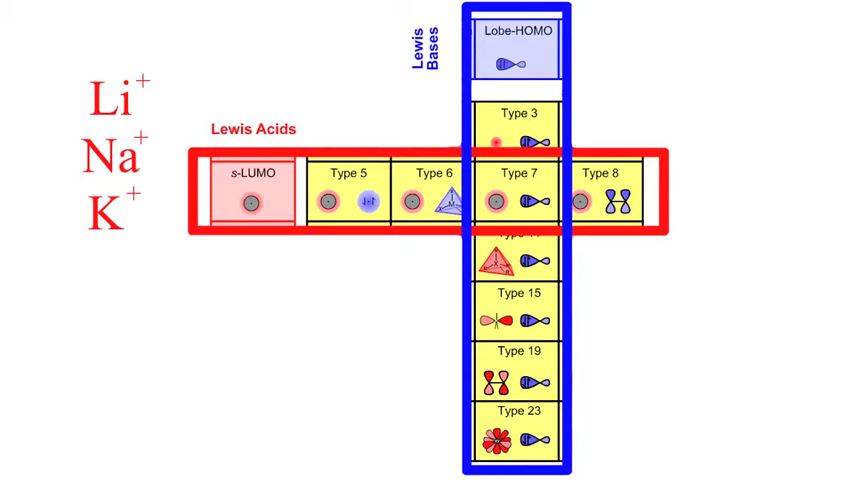 Lewis
Bases
Lobe-HOMO
Li+
Na+
K+
Lewis Acids
Type 3
s-LUMO
Type 5
Type 6
Type 7
Type 8
Type 15
Type 19
Type 23